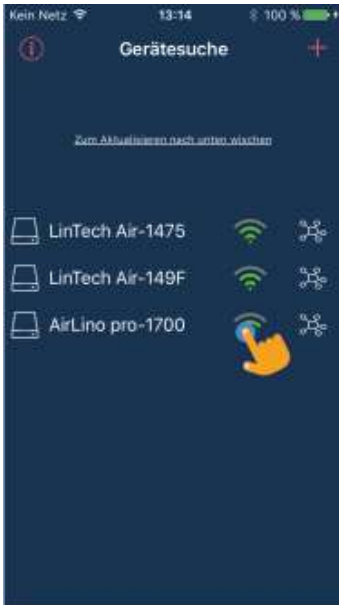 Kein Netz 13:14 100 %
Gerätesuche
Zum Aktualisieren nach unten wischen
LinTech Air-1475
LinTech Air-149F
AirLino pro-1700